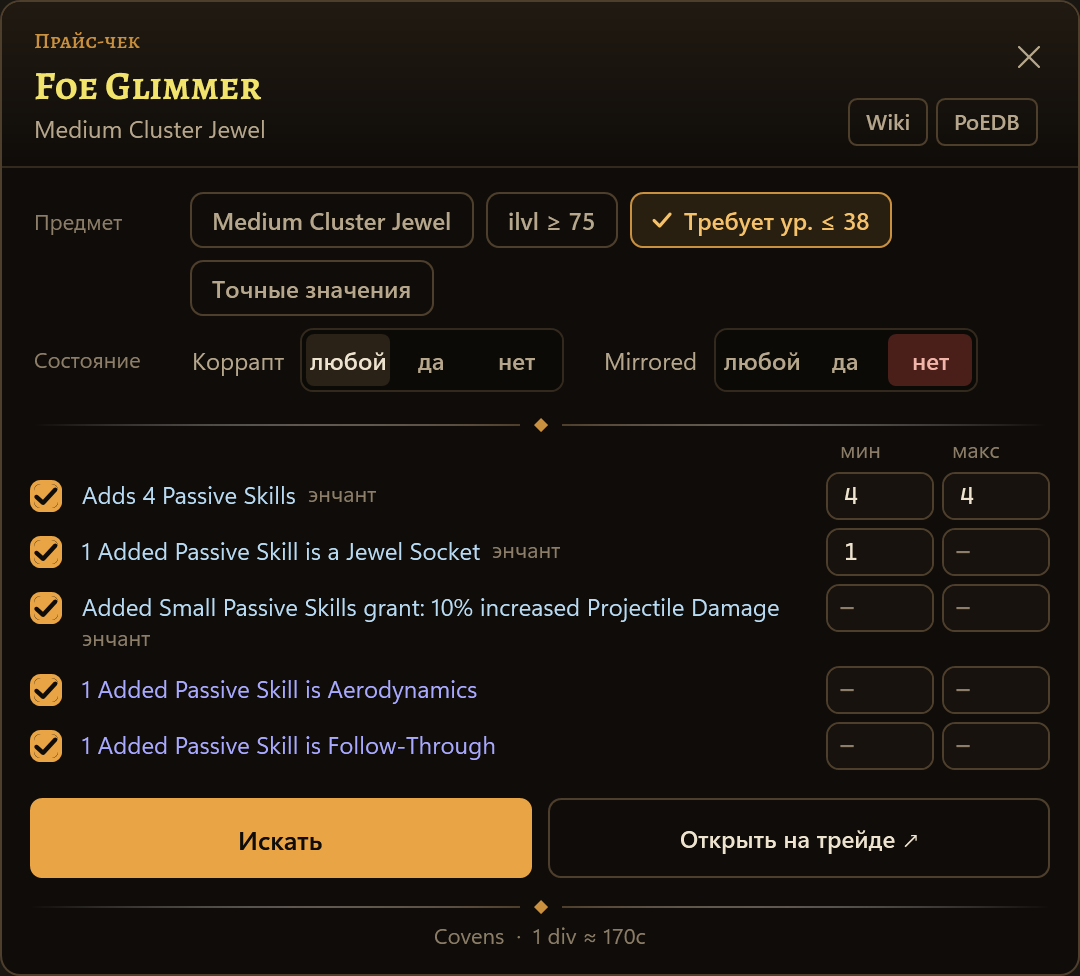 Прайс-чек
Foe Glimmer
Medium Cluster Jewel
Wiki PoEDB
Предмет Medium Cluster Jewel ilvl ≥ 75 Требует ур. ≤ 38
Точные значения
Состояние Коррапт любой да нет Mirrored любой да нет
мин макс
Adds 4 Passive Skills энчант 4 4
1 Added Passive Skill is a Jewel Socket энчант 1 –
Added Small Passive Skills grant: 10% increased Projectile Damage – –
энчант
1 Added Passive Skill is Aerodynamics – –
1 Added Passive Skill is Follow-Through – –
Искать Открыть на трейде ↗
Covens · 1 div ≈ 170c